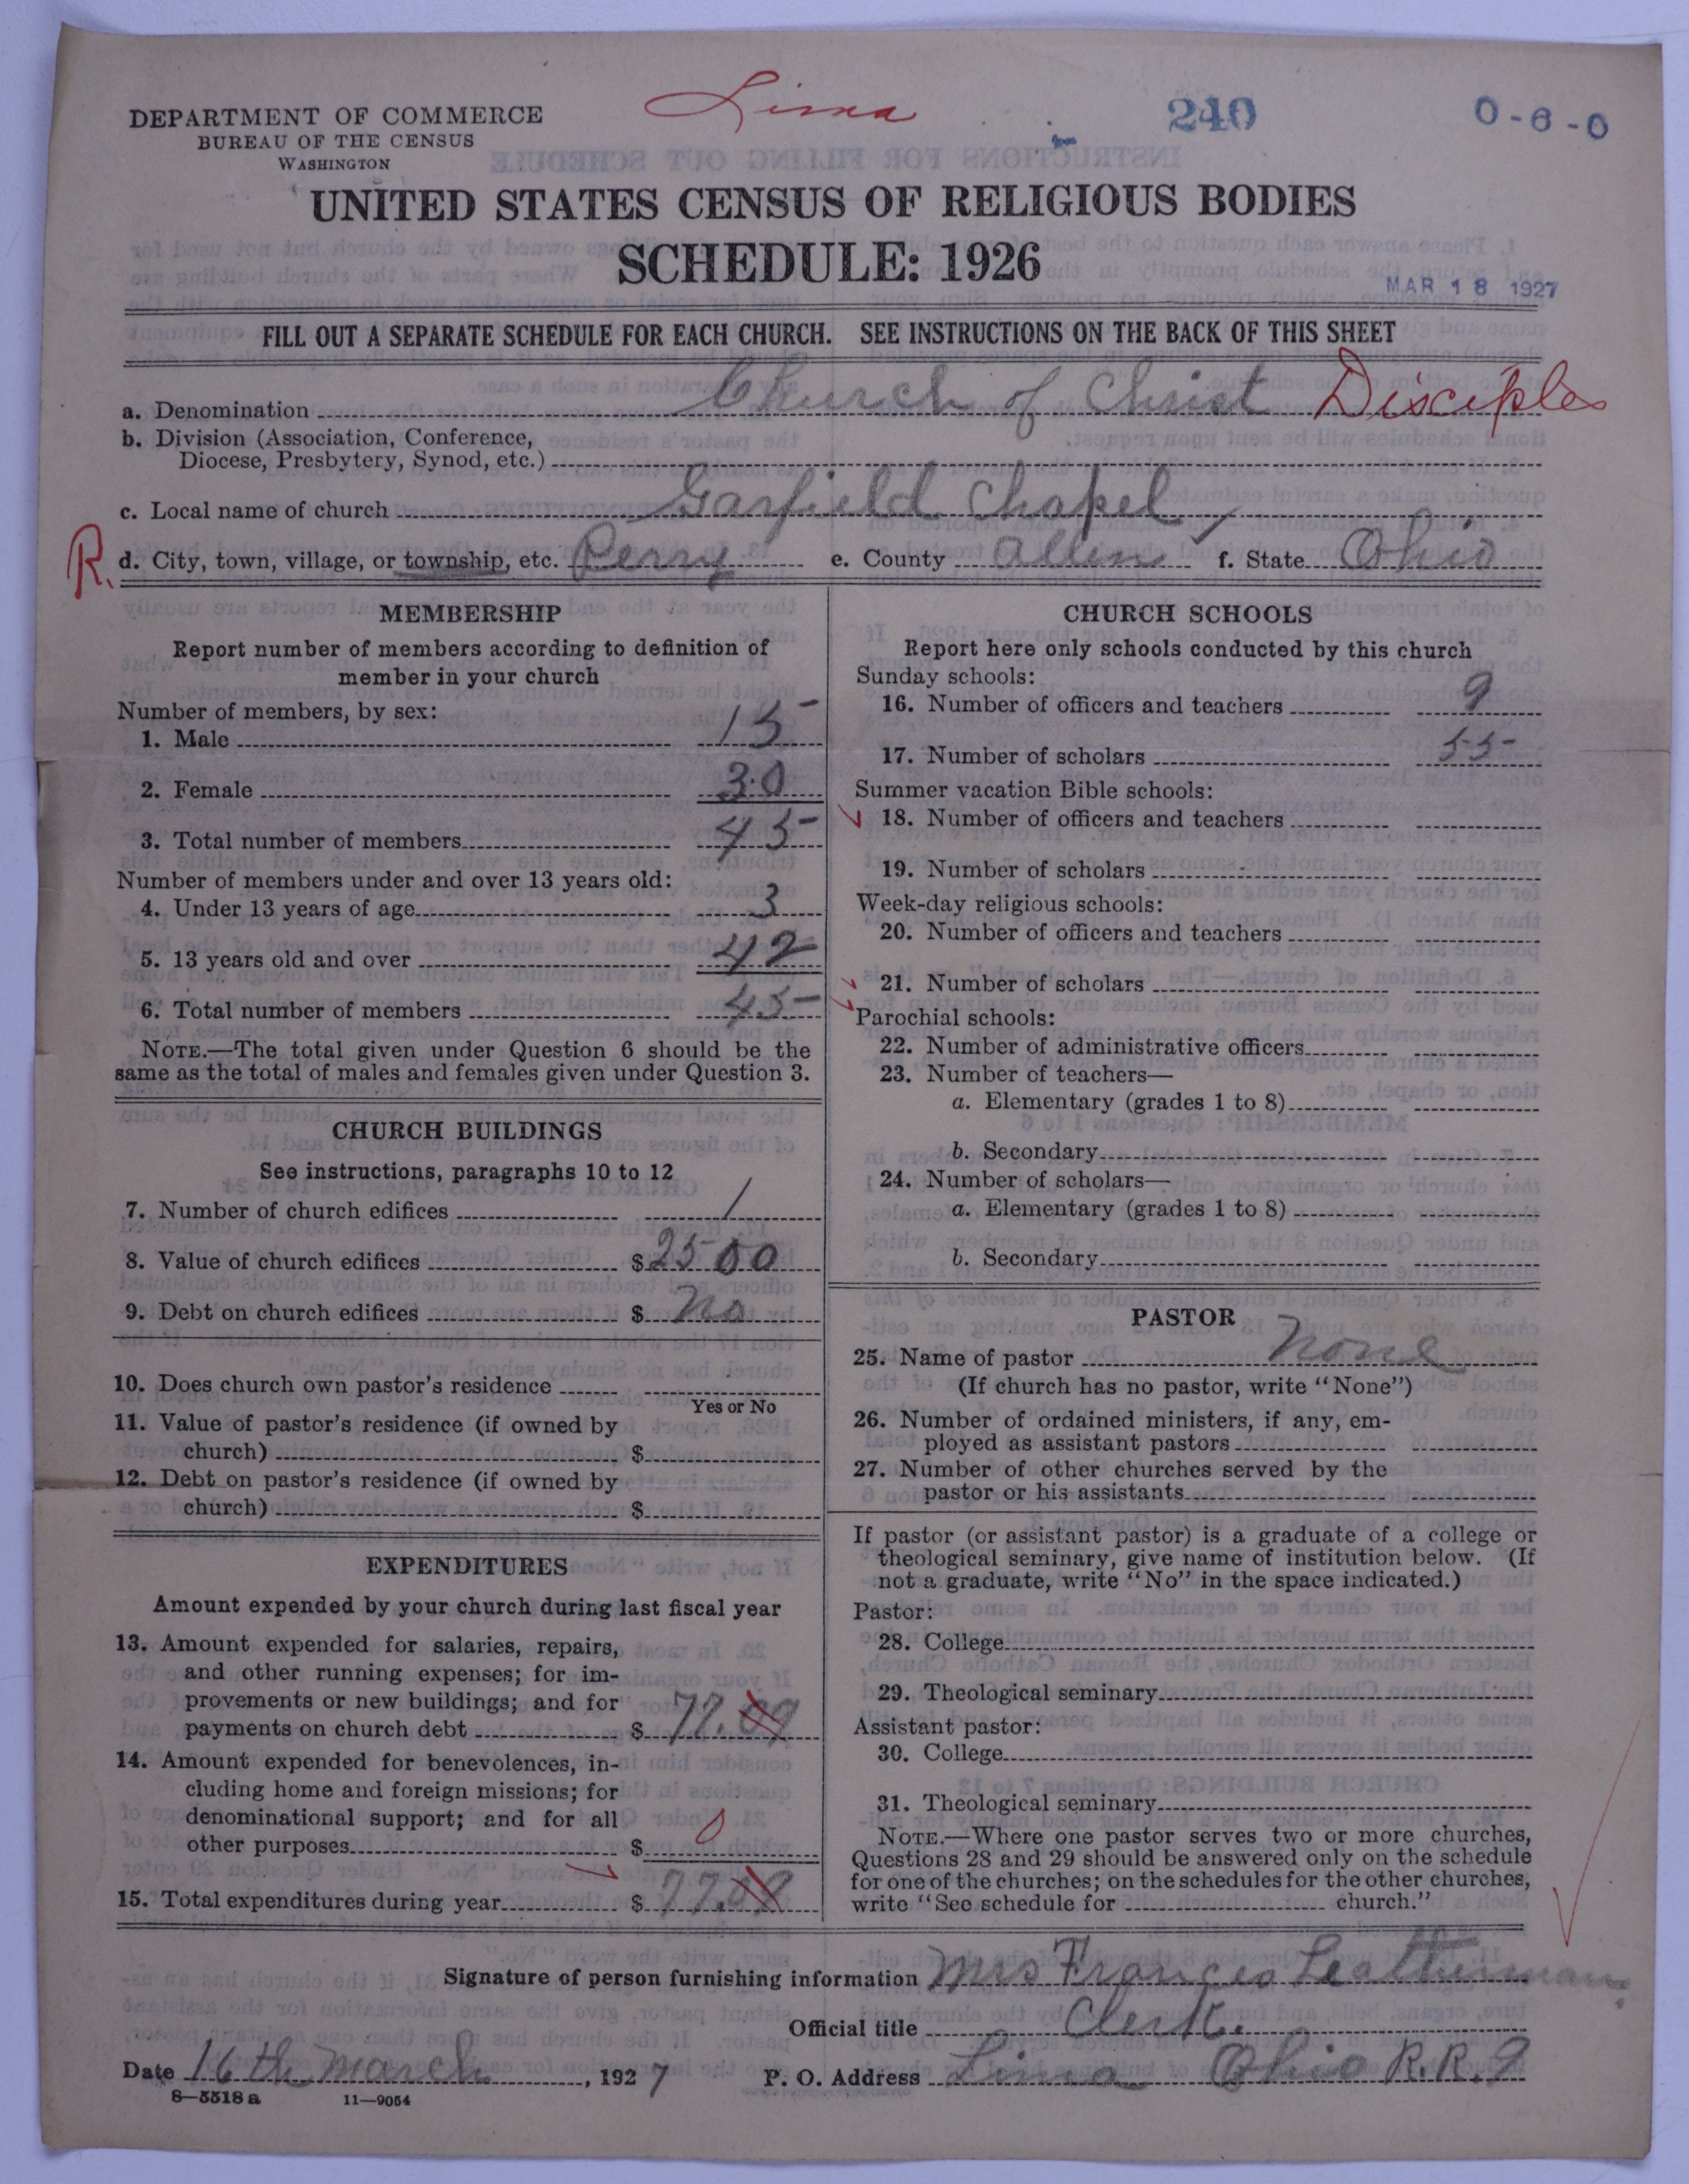 Lima
240
0-6-0
DEPARTMENT OF COMMERCE
BUREAU OF THE CENSUS
WASHINGTON
UNITED STATES CENSUS OF RELIGIOUS BODIES
SCHEDULE: 1926
MAR 18 1927
FILL OUT A SEPARATE SCHEDULE FOR EACH CHURCH. SEE INSTRUCTIONS ON THE BACK OF THIS SHEET
a. Denomination Church of Christ Disciples
b. Division (Association, Conference,
Diocese, Presbytery, Synod, etc.)
c. Local name of church Garfield Chapel
R. d. City, town, village, or township, etc. Perry e. County Allen f. State Ohio
MEMBERSHIP
Report number of members according to definition of
member in your church
Number of members, by sex:
1. Male 15
2. Female 30
3. Total number of members 45
Number of members under and over 13 years old:
4. Under 13 years of age 3
5. 13 years old and over 42
6. Total number of members 45
NOTE.—The total given under Question 6 should be the
same as the total of males and females given under Question 3.
CHURCH BUILDINGS
See instructions, paragraphs 10 to 12
7. Number of church edifices 1
8. Value of church edifices $ 2500
9. Debt on church edifices $ No
10. Does church own pastor's residence
Yes or No
11. Value of pastor's residence (if owned by
church) $
12. Debt on pastor's residence (if owned by
church) $
EXPENDITURES
Amount expended by your church during last fiscal year
13. Amount expended for salaries, repairs,
and other running expenses; for im-
provements or new buildings; and for
payments on church debt $ 77.09
14. Amount expended for benevolences, in-
cluding home and foreign missions; for
denominational support; and for all
other purposes $ 0
15. Total expenditures during year $ 77.09
CHURCH SCHOOLS
Report here only schools conducted by this church
Sunday schools:
16. Number of officers and teachers 9
17. Number of scholars 55
Summer vacation Bible schools:
18. Number of officers and teachers
19. Number of scholars
Week-day religious schools:
20. Number of officers and teachers
21. Number of scholars
Parochial schools:
22. Number of administrative officers
23. Number of teachers—
a. Elementary (grades 1 to 8)
b. Secondary
24. Number of scholars—
a. Elementary (grades 1 to 8)
b. Secondary
PASTOR
25. Name of pastor None
(If church has no pastor, write "None")
26. Number of ordained ministers, if any, em-
ployed as assistant pastors
27. Number of other churches served by the
pastor or his assistants
If pastor (or assistant pastor) is a graduate of a college or
theological seminary, give name of institution below. (If
not a graduate, write "No" in the space indicated.)
Pastor:
28. College
29. Theological seminary
Assistant pastor:
30. College
31. Theological seminary
NOTE.—Where one pastor serves two or more churches,
Questions 28 and 29 should be answered only on the schedule
for one of the churches; on the schedules for the other churches,
write "See schedule for church."
Signature of person furnishing information Mrs Frances Leatherman
Official title Clerk.
Date 16th March, 1927 P. O. Address Lima Ohio R.R. 9
8—5518 a 11—9054